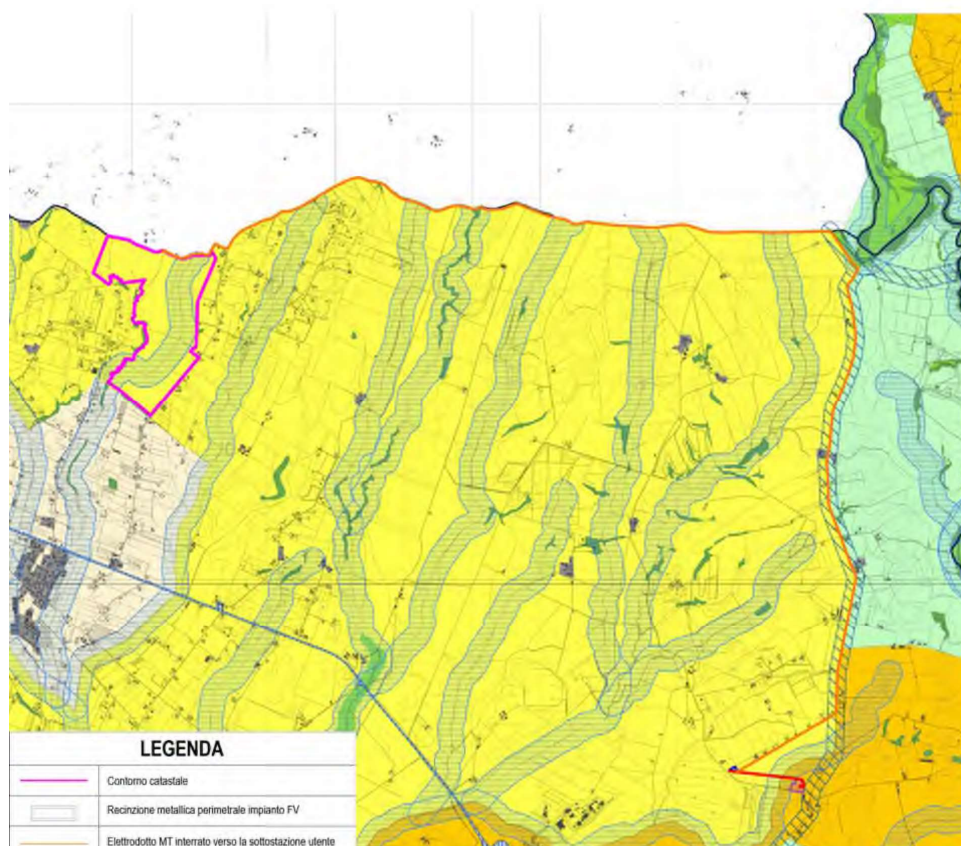 LEGENDA
Contorno catastale
Recinzione metallica perimetrale impianto FV
Elettrodotto MT interrato verso la sottostazione utente